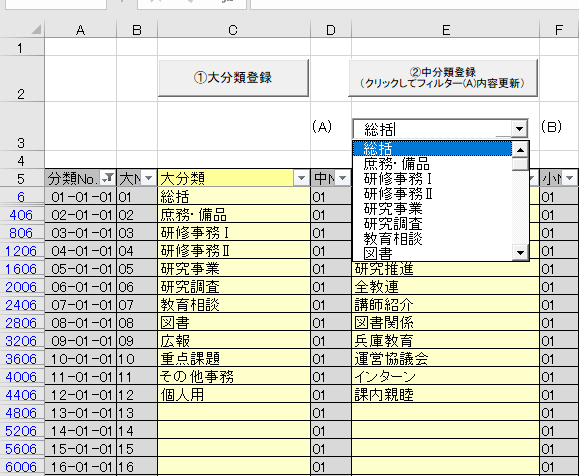 A B C D E F
1
①大分類登録 ②中分類登録
(クリックしてフィルター(A)内容更新)
2
(A) 総括 (B)
3
総括
庶務・備品
研修事務Ⅰ
研修事務Ⅱ
研究事業
研究調査
教育相談
図書
4
5 分類No. 大N 大分類 中N 小N
6 01-01-01 01 総括 01 01
406 02-01-01 02 庶務・備品 01 01
806 03-01-01 03 研修事務Ⅰ 01 01
1206 04-01-01 04 研修事務Ⅱ 01 01
1606 05-01-01 05 研究事業 01 研究推進 01
2006 06-01-01 06 研究調査 01 全教連 01
2406 07-01-01 07 教育相談 01 講師紹介 01
2806 08-01-01 08 図書 01 図書関係 01
3206 09-01-01 09 広報 01 兵庫教育 01
3606 10-01-01 10 重点課題 01 運営協議会 01
4006 11-01-01 11 その他事務 01 インターン 01
4406 12-01-01 12 個人用 01 課内親睦 01
4806 13-01-01 13 01 01
5206 14-01-01 14 01 01
5606 15-01-01 15 01 01
6006 16-01-01 16 01 01